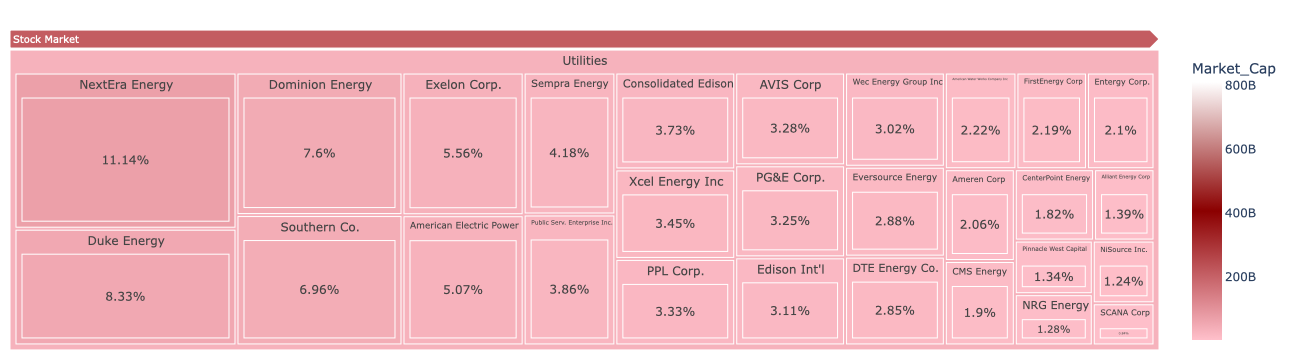 Stock Market
Utilities
NextEra Energy
11.14%
Duke Energy
8.33%
Dominion Energy
7.6%
Southern Co.
6.96%
Exelon Corp.
5.56%
American Electric Power
5.07%
Sempra Energy
4.18%
Public Serv. Enterprise Inc.
3.86%
Consolidated Edison
3.73%
Xcel Energy Inc
3.45%
PPL Corp.
3.33%
AVIS Corp
3.28%
PG&E Corp.
3.25%
Edison Int'l
3.11%
Wec Energy Group Inc
3.02%
Eversource Energy
2.88%
DTE Energy Co.
2.85%
American Water Works Company Inc
2.22%
Ameren Corp
2.06%
CMS Energy
1.9%
FirstEnergy Corp
2.19%
CenterPoint Energy
1.82%
Pinnacle West Capital
1.34%
NRG Energy
1.28%
Entergy Corp.
2.1%
Alliant Energy Corp
1.39%
NiSource Inc.
1.24%
SCANA Corp
Market_Cap
800B
600B
400B
200B